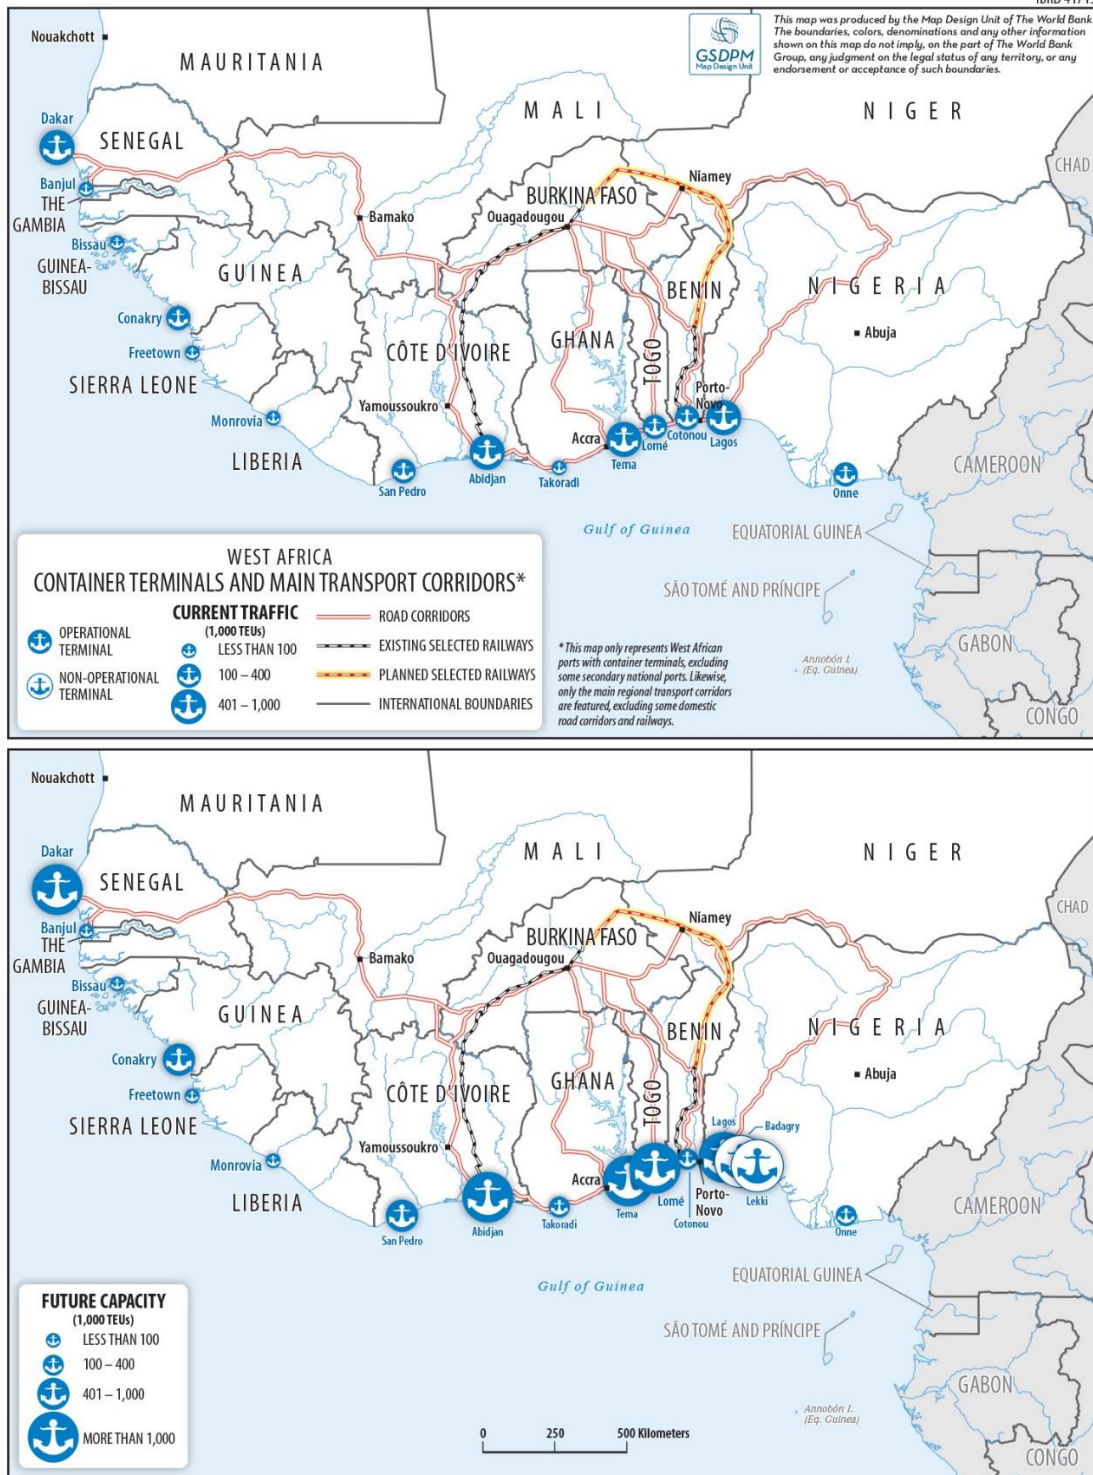 GSDPM
Map Design Unit
This map was produced by the Map Design Unit of The World Bank.
The boundaries, colors, denominations and any other information
shown on this map do not imply, on the part of The World Bank
Group, any judgment on the legal status of any territory, or any
endorsement or acceptance of such boundaries.
Nouakchott
MAURITANIA
MALI
NIGER
CHAD
Dakar
SENEGAL
Banjul
THE
GAMBIA
Bissau
GUINEA-
BISSAU
Bamako
BURKINA FASO
Ouagadougou
Niamey
GUINEA
BENIN
NIGERIA
Conakry
Freetown
SIERRA LEONE
CÔTE D'IVOIRE
GHANA
TOGO
Abuja
Monrovia
LIBERIA
Yamoussoukro
Porto-
Novo
Accra
San Pedro
Abidjan
Takoradi
Tema
Lomé
Cotonou
Lagos
Onne
CAMEROON
Gulf of Guinea
EQUATORIAL GUINEA
SÃO TOMÉ AND PRÍNCIPE
GABON
Annobón I.
(Eq. Guinea)
CONGO
WEST AFRICA
CONTAINER TERMINALS AND MAIN TRANSPORT CORRIDORS*
OPERATIONAL
TERMINAL
NON-OPERATIONAL
TERMINAL
CURRENT TRAFFIC
(1,000 TEUs)
LESS THAN 100
100 – 400
401 – 1,000
ROAD CORRIDORS
EXISTING SELECTED RAILWAYS
PLANNED SELECTED RAILWAYS
INTERNATIONAL BOUNDARIES
* This map only represents West African
ports with container terminals, excluding
some secondary national ports. Likewise,
only the main regional transport corridors
are featured, excluding some domestic
road corridors and railways.
Nouakchott
MAURITANIA
MALI
NIGER
CHAD
Dakar
SENEGAL
Banjul
THE
GAMBIA
Bissau
GUINEA-
BISSAU
Bamako
BURKINA FASO
Ouagadougou
Niamey
GUINEA
BENIN
NIGERIA
Conakry
Freetown
SIERRA LEONE
CÔTE D'IVOIRE
GHANA
TOGO
Abuja
Monrovia
LIBERIA
Yamoussoukro
Lagos
Badagry
Accra
San Pedro
Abidjan
Takoradi
Tema
Lomé
Cotonou
Porto-
Novo
Lekki
Onne
CAMEROON
Gulf of Guinea
EQUATORIAL GUINEA
SÃO TOMÉ AND PRÍNCIPE
GABON
Annobón I.
(Eq. Guinea)
CONGO
FUTURE CAPACITY
(1,000 TEUs)
LESS THAN 100
100 – 400
401 – 1,000
MORE THAN 1,000
0
250
500 Kilometers